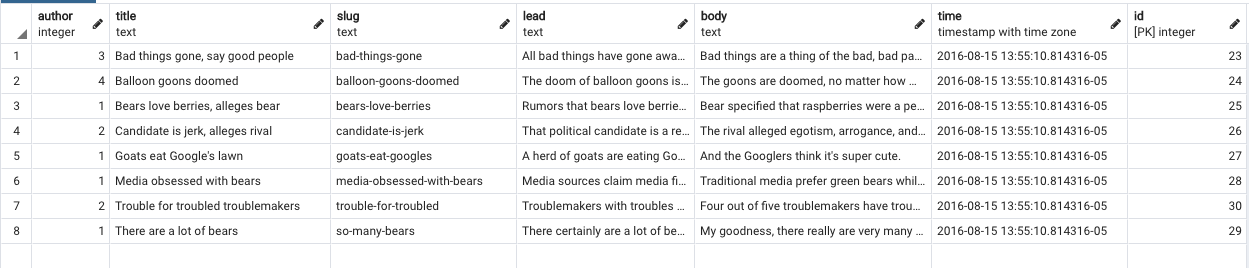 author title slug lead body time id
integer text text text text timestamp with time zone [PK] integer
1 3 Bad things gone, say good people bad-things-gone All bad things have gone awa... Bad things are a thing of the bad, bad pa... 2016-08-15 13:55:10.814316-05 23
2 4 Balloon goons doomed balloon-goons-doomed The doom of balloon goons is... The goons are doomed, no matter how ... 2016-08-15 13:55:10.814316-05 24
3 1 Bears love berries, alleges bear bears-love-berries Rumors that bears love berrie... Bear specified that raspberries were a pe... 2016-08-15 13:55:10.814316-05 25
4 2 Candidate is jerk, alleges rival candidate-is-jerk That political candidate is a re... The rival alleged egotism, arrogance, and... 2016-08-15 13:55:10.814316-05 26
5 1 Goats eat Google's lawn goats-eat-googles A herd of goats are eating Go... And the Googlers think it's super cute. 2016-08-15 13:55:10.814316-05 27
6 1 Media obsessed with bears media-obsessed-with-bears Media sources claim media fi... Traditional media prefer green bears whil... 2016-08-15 13:55:10.814316-05 28
7 2 Trouble for troubled troublemakers trouble-for-troubled Troublemakers with troubles ... Four out of five troublemakers have trou... 2016-08-15 13:55:10.814316-05 30
8 1 There are a lot of bears so-many-bears There certainly are a lot of be... My goodness, there really are very many ... 2016-08-15 13:55:10.814316-05 29